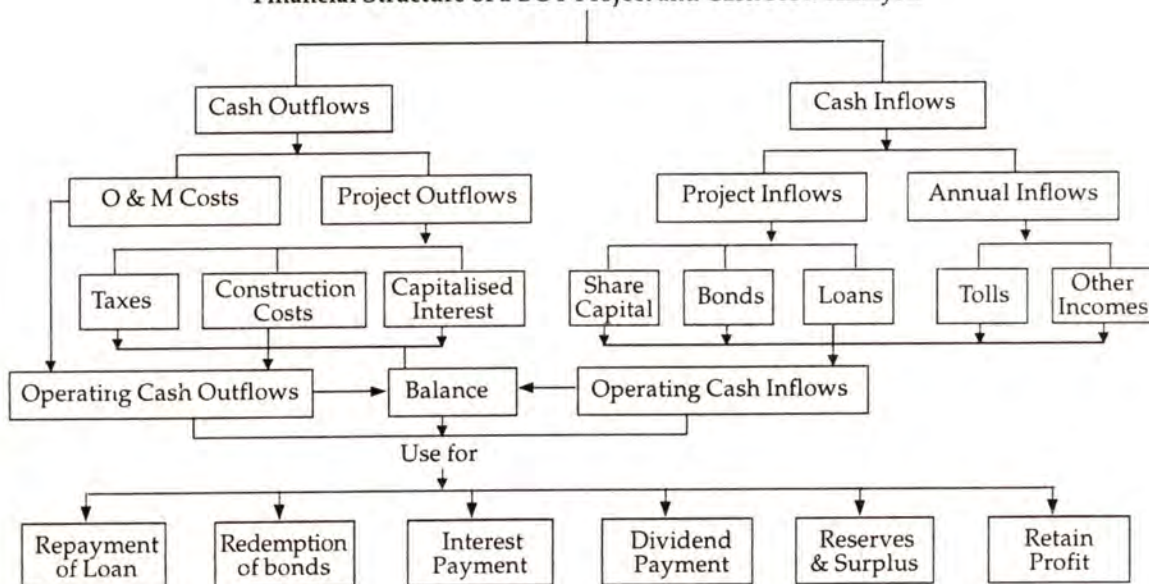 Cash Outflows
Cash Inflows
O & M Costs
Project Outflows
Project Inflows
Annual Inflows
Taxes
Construction
Costs
Capitalised
Interest
Share
Capital
Bonds
Loans
Tolls
Other
Incomes
Operating Cash Outflows
Balance
Operating Cash Inflows
Use for
Repayment
of Loan
Redemption
of bonds
Interest
Payment
Dividend
Payment
Reserves
& Surplus
Retain
Profit